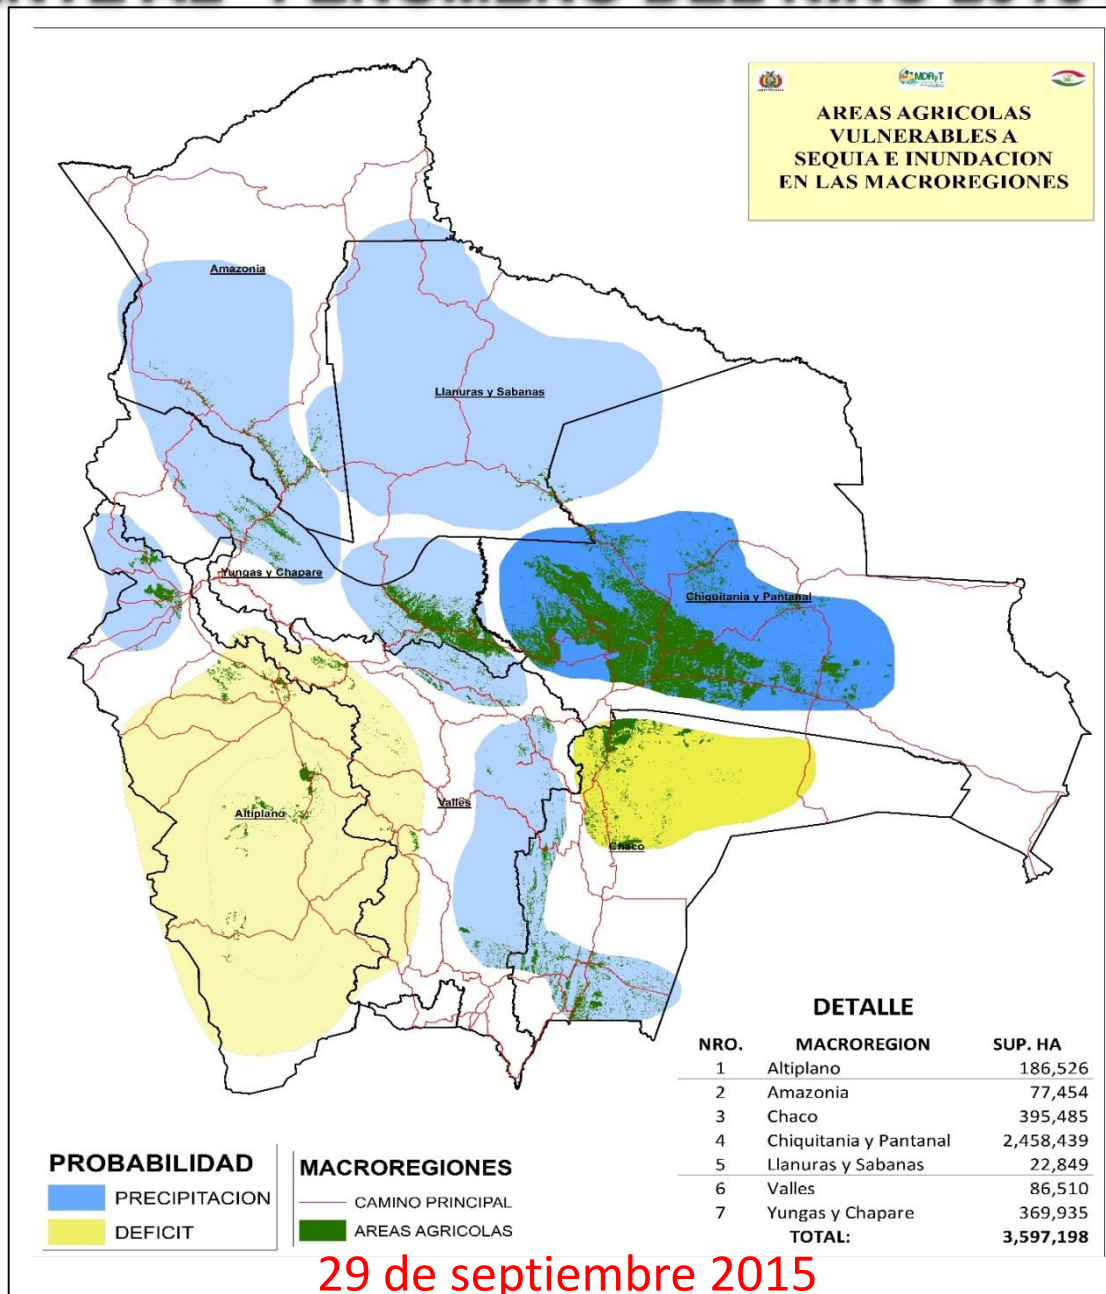 AREAS AGRICOLAS
VULNERABLES A
SEQUIA E INUNDACION
EN LAS MACROREGIONES
MDRyT
Amazonia
Llanuras y Sabanas
Yungas y Chapare
Chiquitania y Pantanal
Altiplano
Valles
Chaco
DETALLE
NRO. MACROREGION SUP. HA
1 Altiplano 186,526
2 Amazonia 77,454
3 Chaco 395,485
4 Chiquitania y Pantanal 2,458,439
5 Llanuras y Sabanas 22,849
6 Valles 86,510
7 Yungas y Chapare 369,935
TOTAL: 3,597,198
PROBABILIDAD
PRECIPITACION
DEFICIT
MACROREGIONES
CAMINO PRINCIPAL
AREAS AGRICOLAS
29 de septiembre 2015